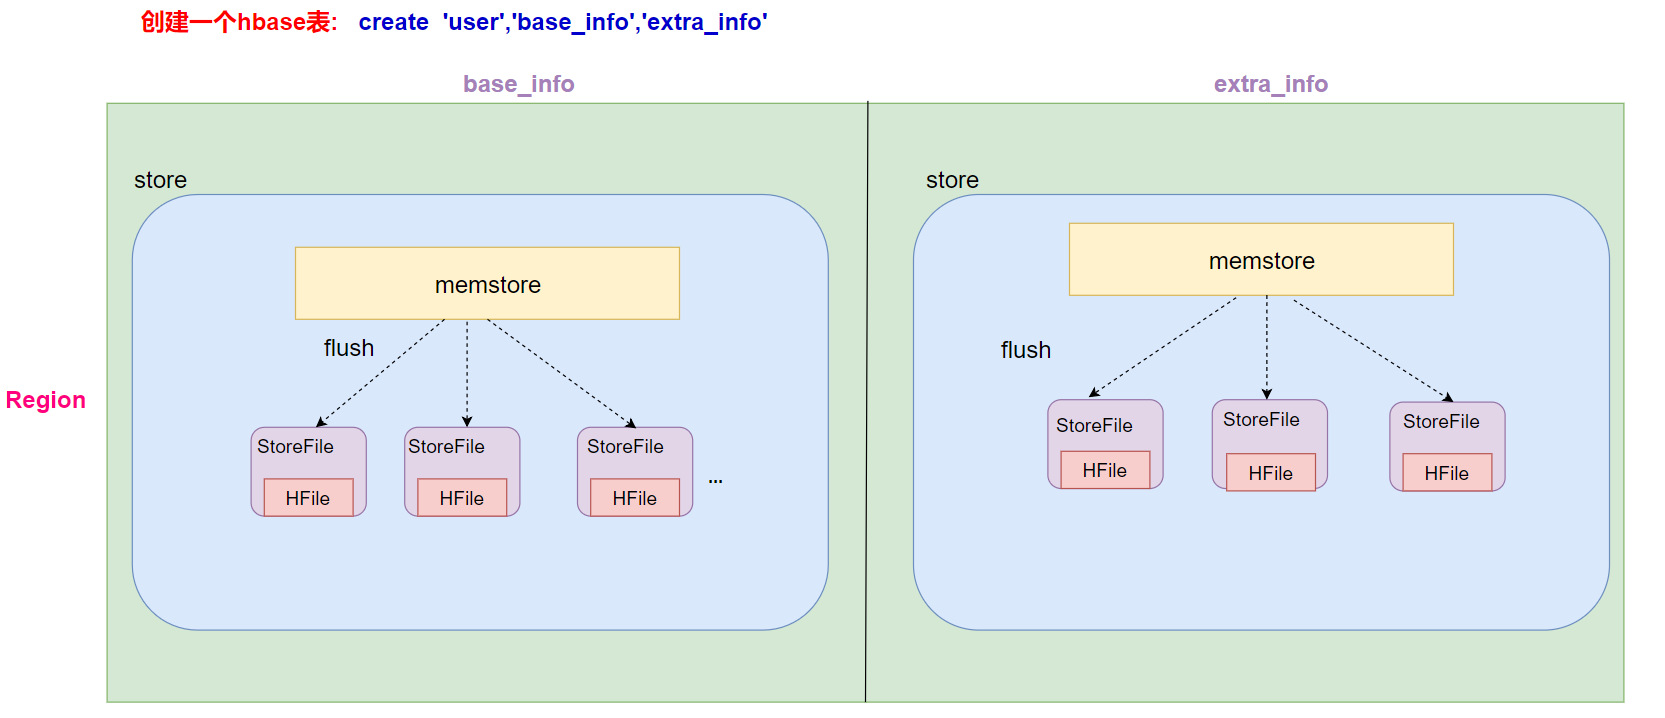 创建一个hbase表: create 'user','base_info','extra_info'
base_info
extra_info
store
store
memstore
memstore
flush
flush
Region
StoreFile
StoreFile
StoreFile
...
StoreFile
StoreFile
StoreFile
HFile
HFile
HFile
HFile
HFile
HFile